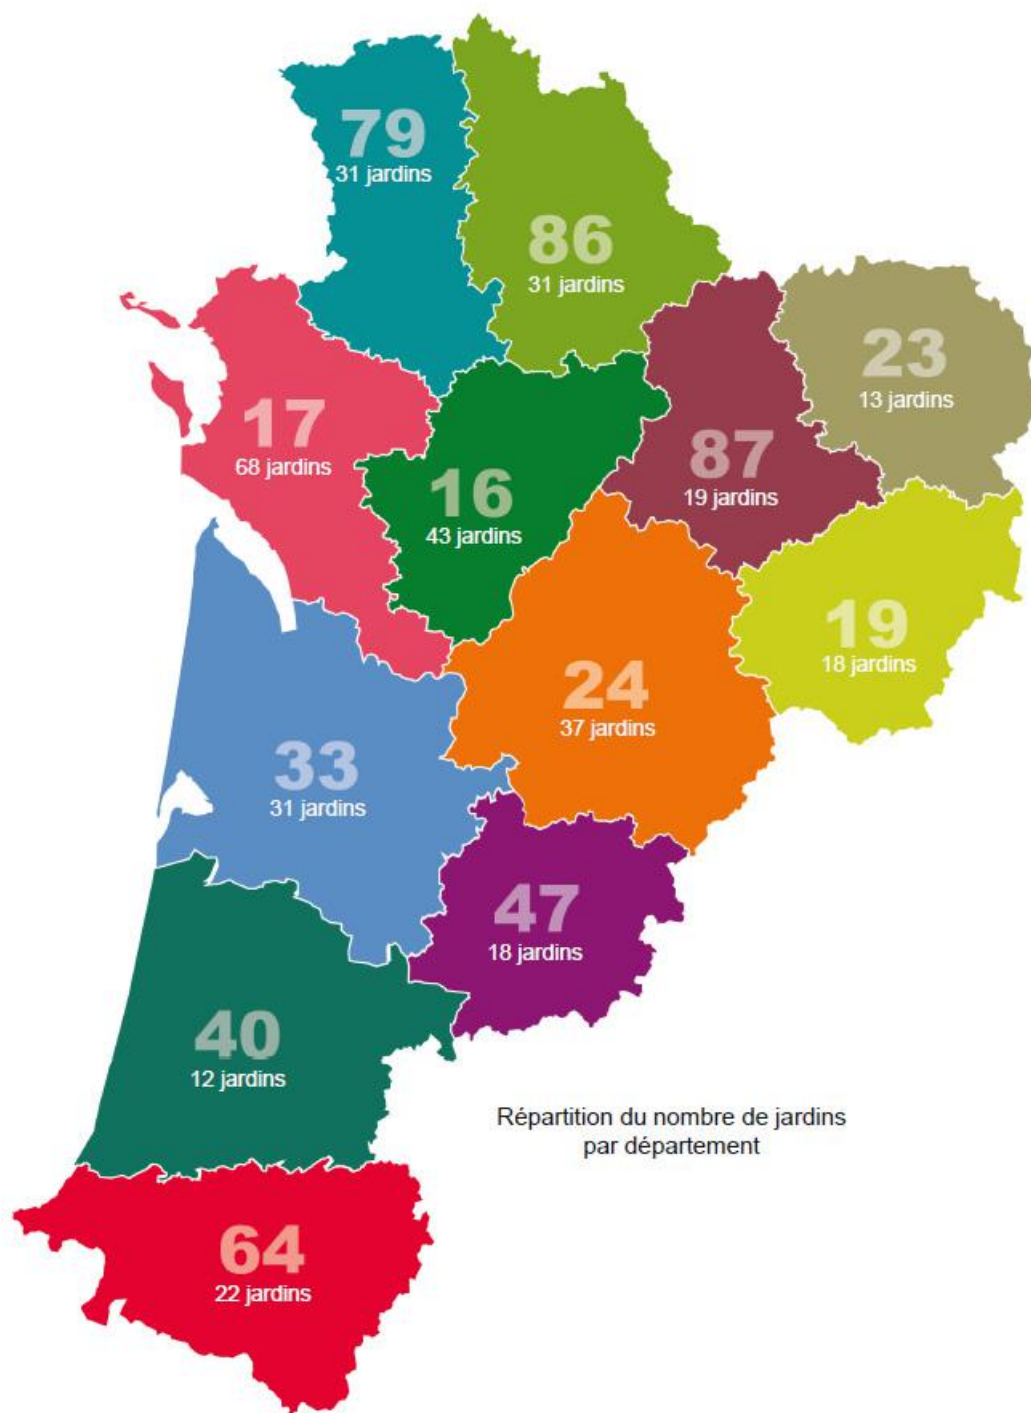 79
31 jardins
86
31 jardins
23
13 jardins
17
68 jardins
87
19 jardins
16
43 jardins
19
18 jardins
24
37 jardins
33
31 jardins
47
18 jardins
40
12 jardins
Répartition du nombre de jardins
par département
64
22 jardins